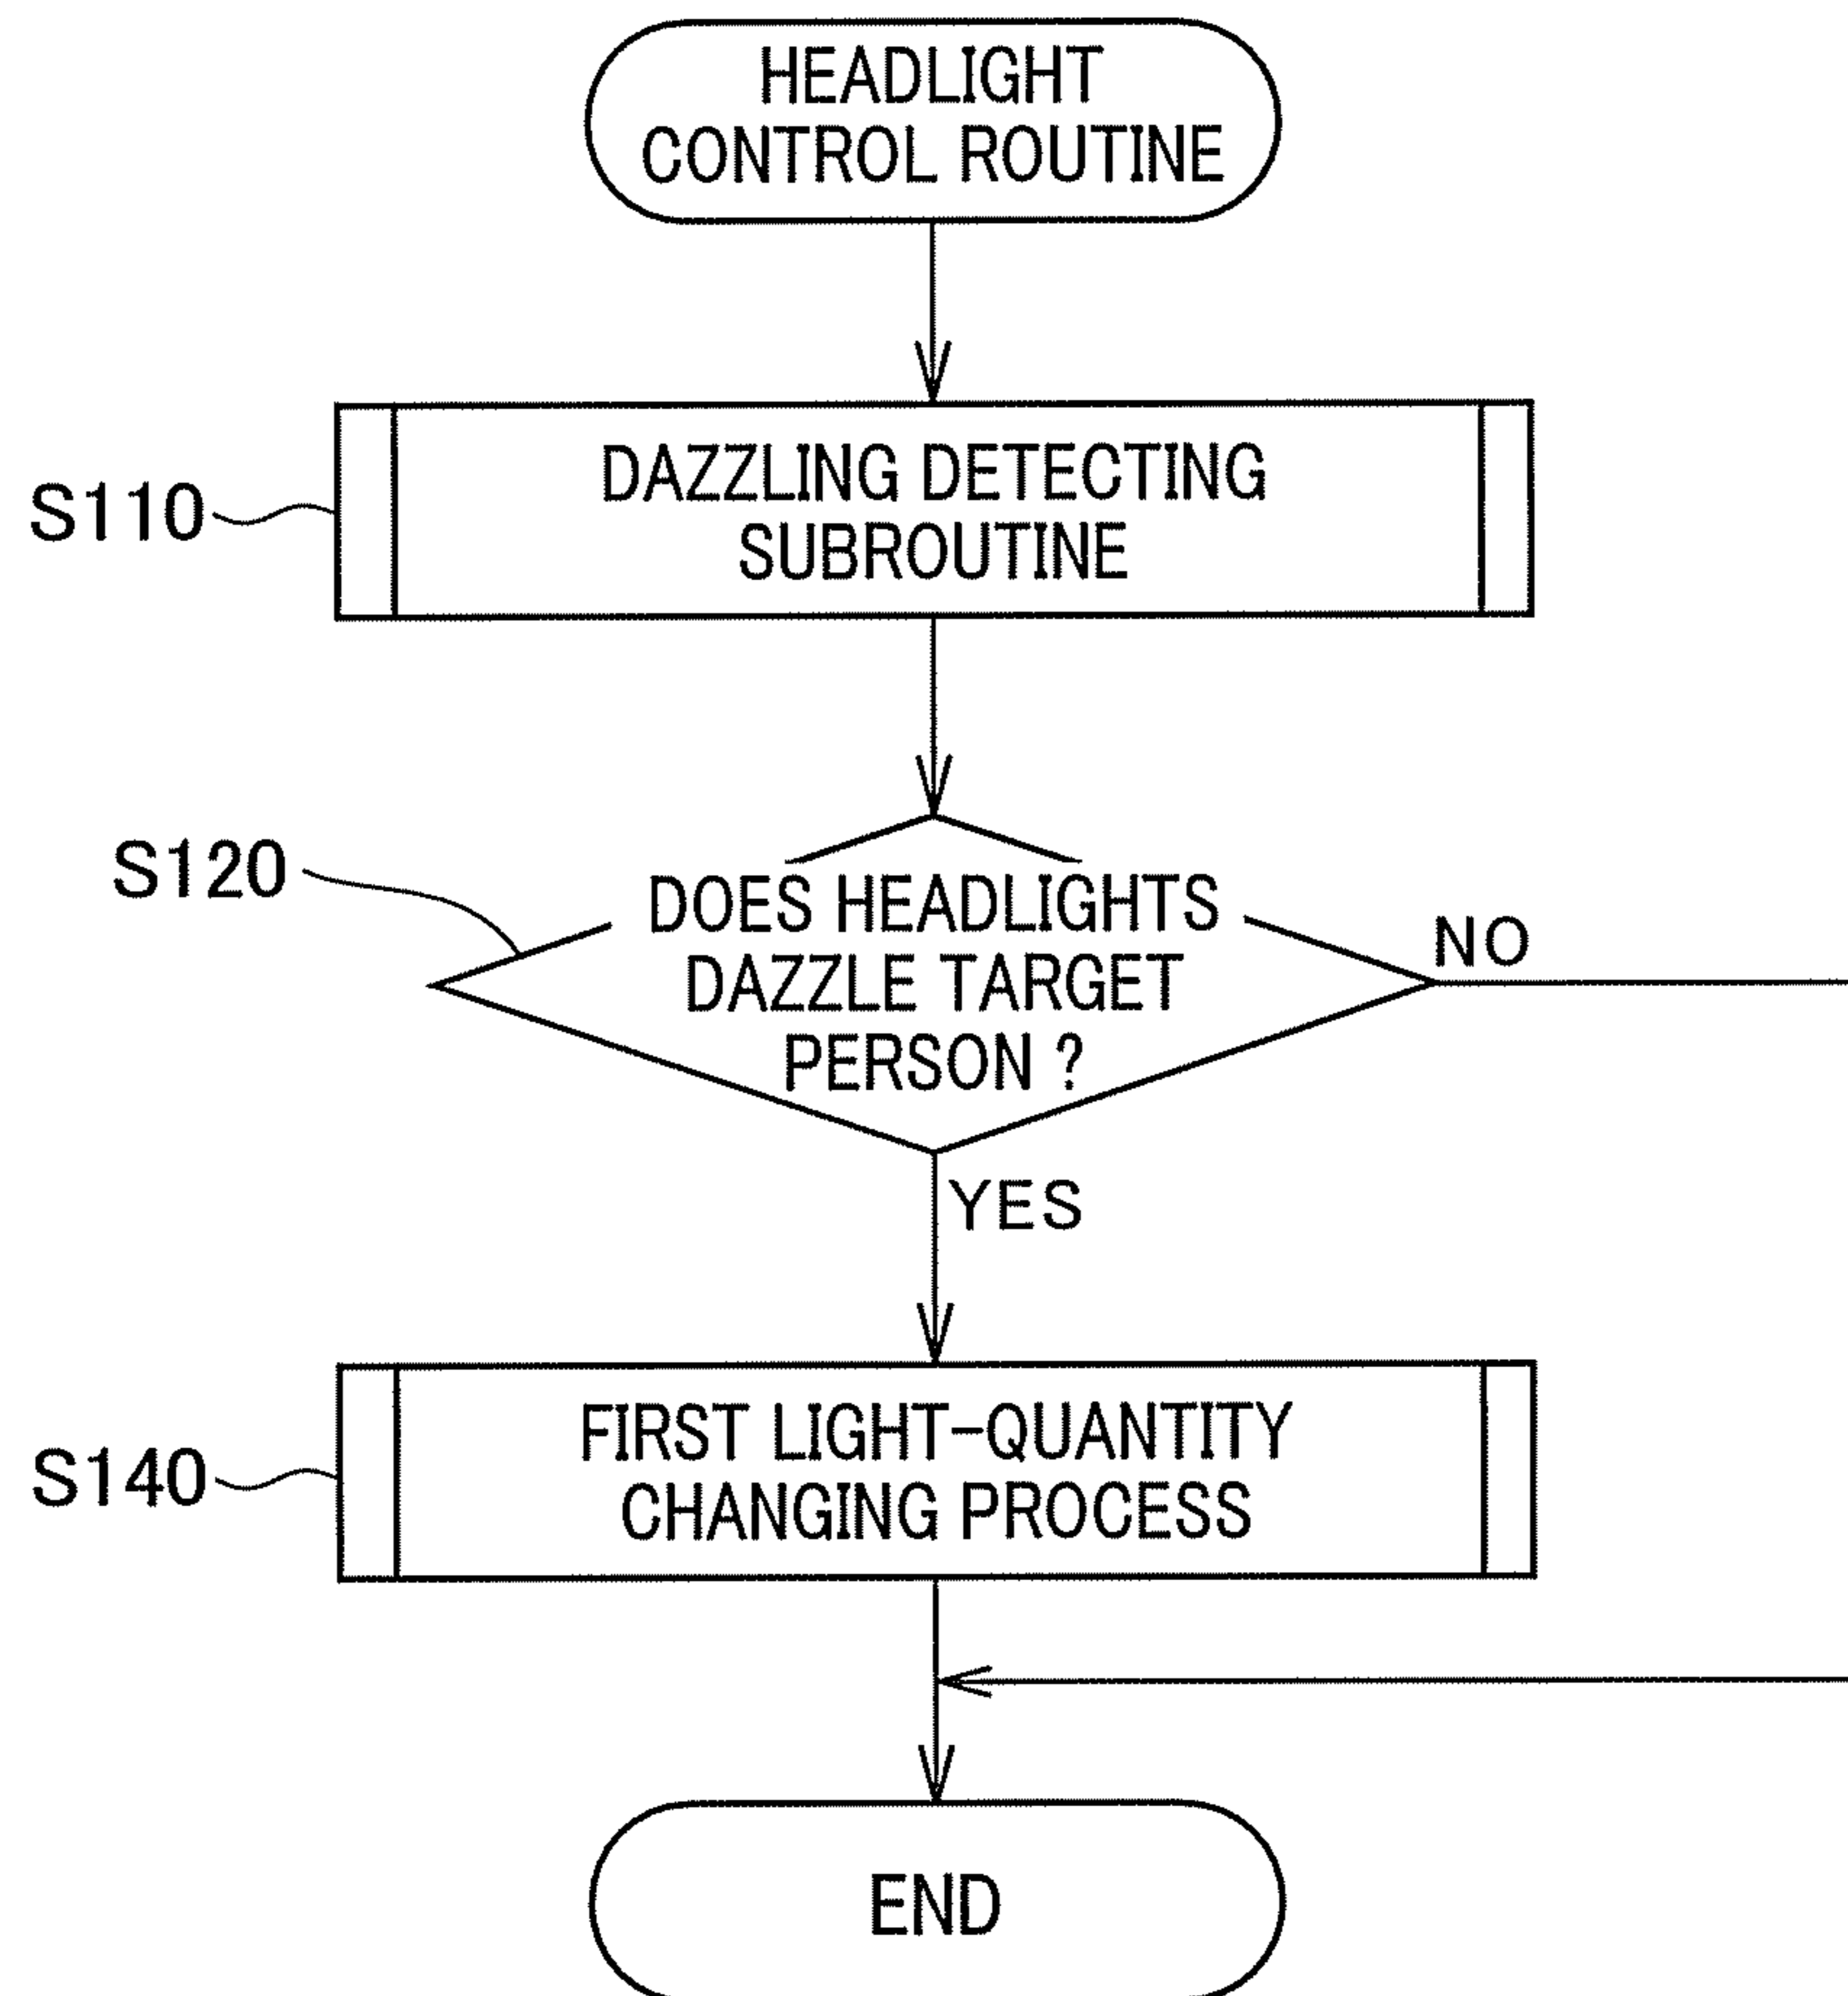 HEADLIGHT
CONTROL ROUTINE
S110
DAZZLING DETECTING
SUBROUTINE
S120
DOES HEADLIGHTS
DAZZLE TARGET
PERSON ?
NO
YES
S140
FIRST LIGHT-QUANTITY
CHANGING PROCESS
END